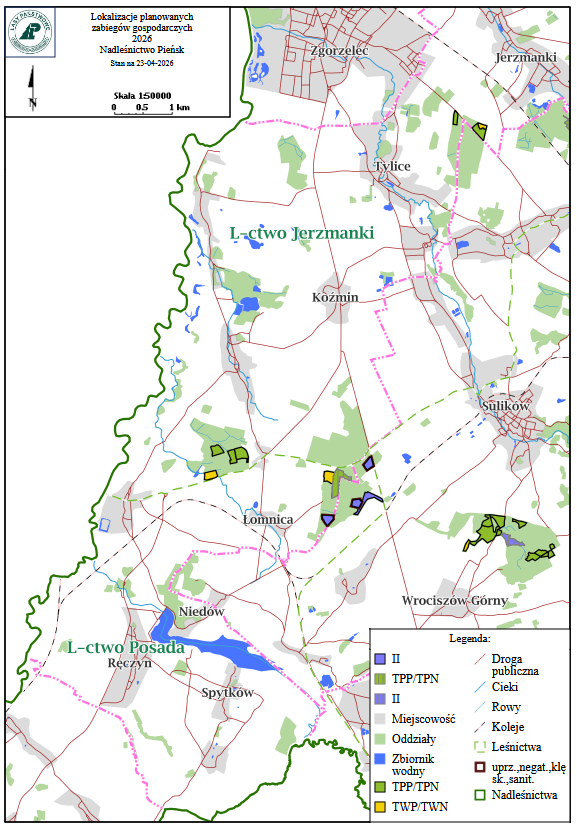 LASY PAŃSTWOWE
Lokalizacje planowanych
zabiegów gospodarczych
2026
Nadleśnictwo Pieńsk
Stan na 23-04-2026
N
Skala 1:50000
0 0.5 1 km
Zgorzelec
Jerzmanki
Tylice
L-ctwo Jerzmanki
Koźmin
Sulików
Łomnica
Wrociszów Górny
Niedów
L-ctwo Posada
Ręczyn
Spytków
Legenda:
II
TPP/TPN
II
Miejscowość
Oddziały
Zbiornik
wodny
TPP/TPN
TWP/TWN
Droga
publiczna
Cieki
Rowy
Koleje
Leśnictwa
uprz.,negat.,klę
sk.,sanit.
Nadleśnictwa